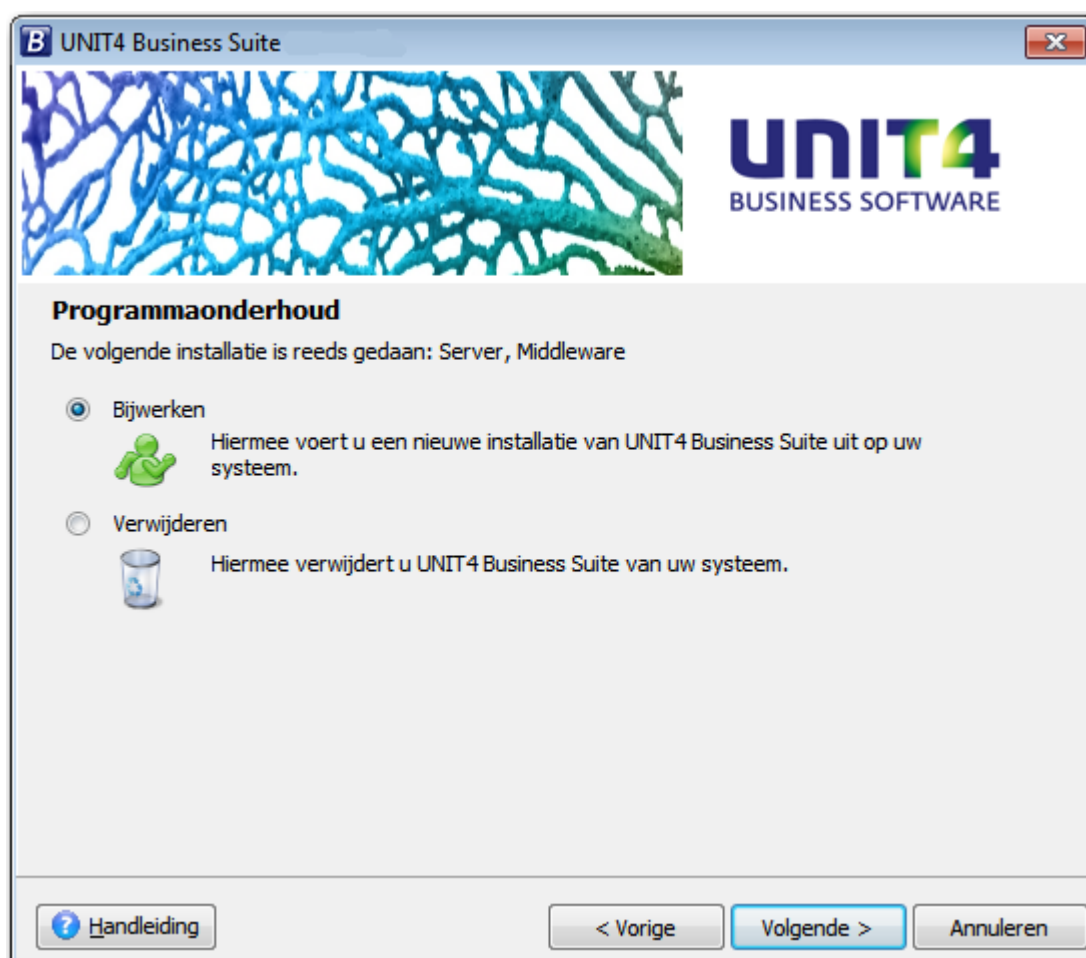 B UNIT4 Business Suite
UNIT4
BUSINESS SOFTWARE
Programmaonderhoud
De volgende installatie is reeds gedaan: Server, Middleware
Bijwerken
Hiermee voert u een nieuwe installatie van UNIT4 Business Suite uit op uw
systeem.
Verwijderen
Hiermee verwijdert u UNIT4 Business Suite van uw systeem.
? Handleiding
< Vorige
Volgende >
Annuleren